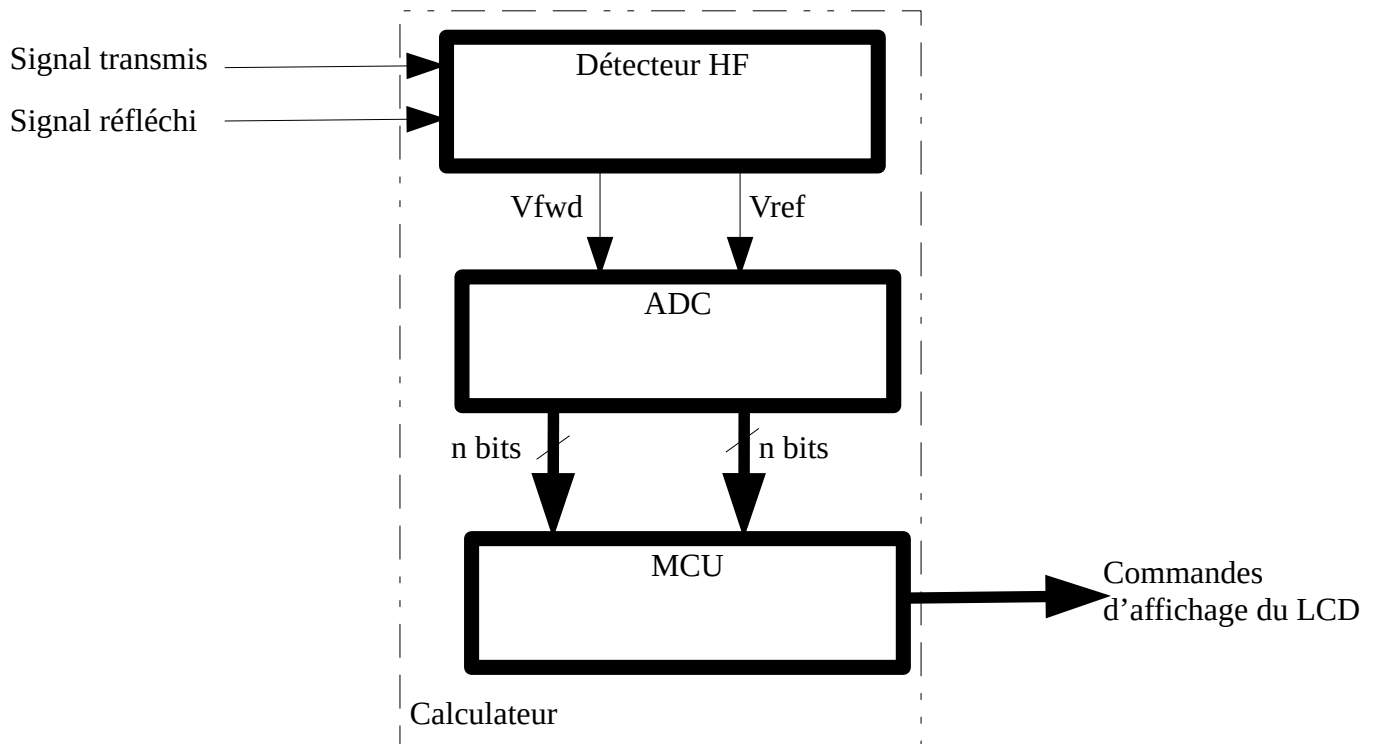 Signal transmis
Signal réfléchi
Détecteur HF
Vfwd
Vref
ADC
n bits
n bits
MCU
Commandes
d’affichage du LCD
Calculateur